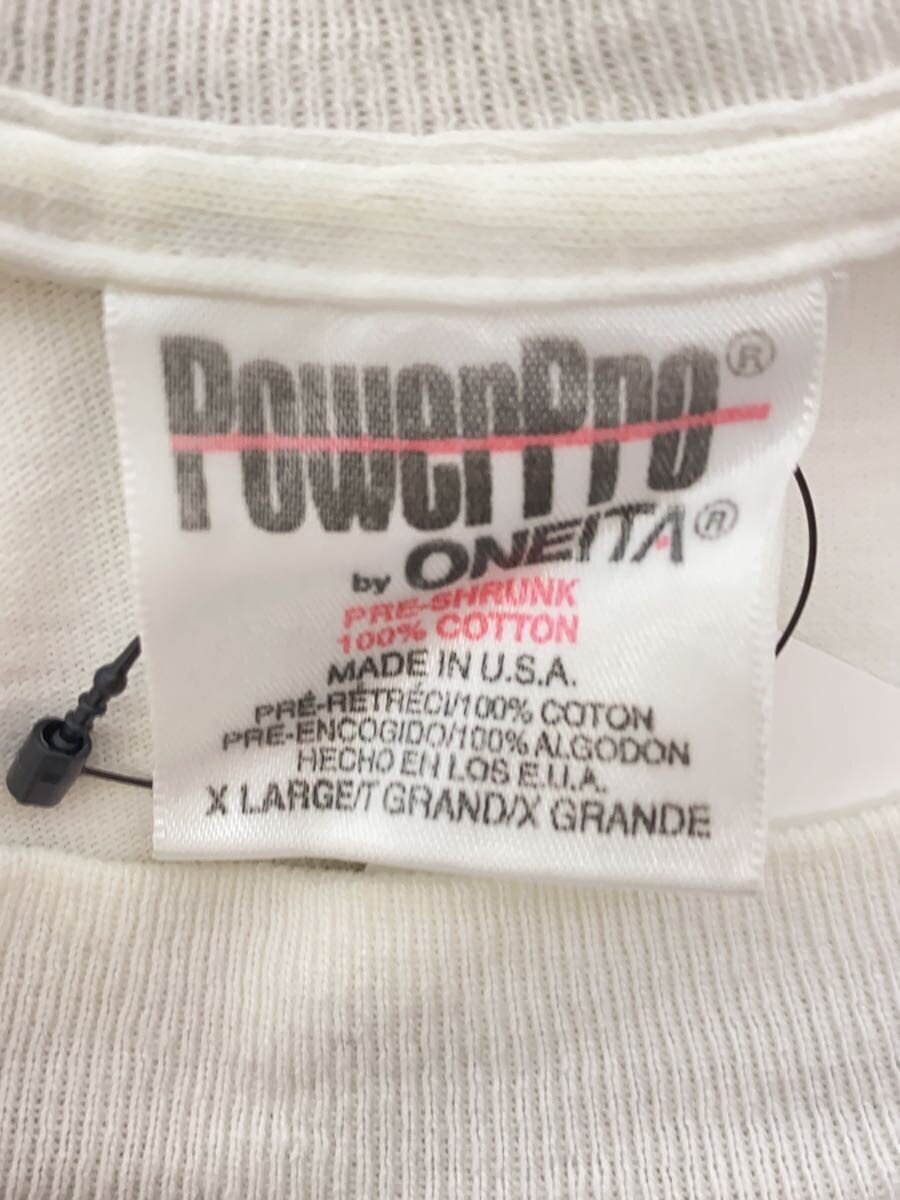 PowerPro®
by ONEITA®
PRE-SHRUNK
100% COTTON
MADE IN U.S.A.
PRÉ-RÉTRÉCI/100% COTON
PRE-ENCOGIDO/100% ALGODON
HECHO EN LOS E.U.A.
X LARGE/T GRAND/X GRANDE